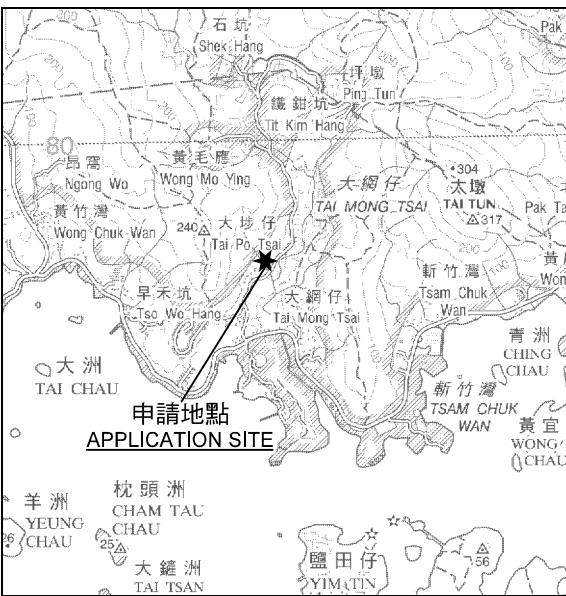 石坑
Shek Hang
Pak
200
坪墩
Ping Tun
鐵鉗坑
Tit Kim Hang
80
昂窩
Ngong Wo
黃毛應
Wong Mo Ying
大網仔
TAI MONG TSAI
304
太墩
TAI TUN
317
黃竹灣
Wong Chuk Wan
240
大埗仔
Tai Po Tsai
Pak Ta
早禾坑
Tso Wo Hang
大網仔
Tai Mong Tsai
斬竹灣
Tsam Chuk
Wan
Won
大洲
TAI CHAU
青洲
CHING
CHAU
申請地點
APPLICATION SITE
斬竹灣
TSAM CHUK
WAN
黃宜
WONG
CHAU
羊洲
YEUNG
CHAU
26
枕頭洲
CHAM TAU
CHAU
25
大鏟洲
TAI TSAN
鹽田仔
YIM TIN
56